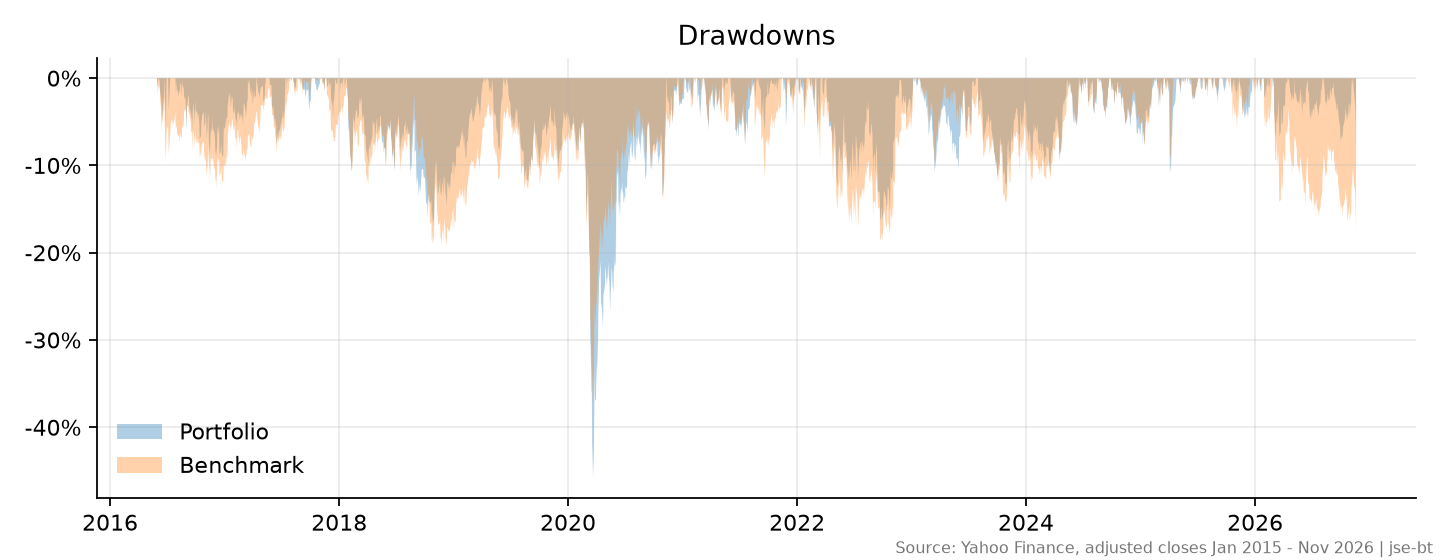 Drawdowns
0%
-10%
-20%
-30%
-40%
Portfolio
Benchmark
2016 2018 2020 2022 2024 2026
Source: Yahoo Finance, adjusted closes Jan 2015 - Nov 2026 | jse-bt